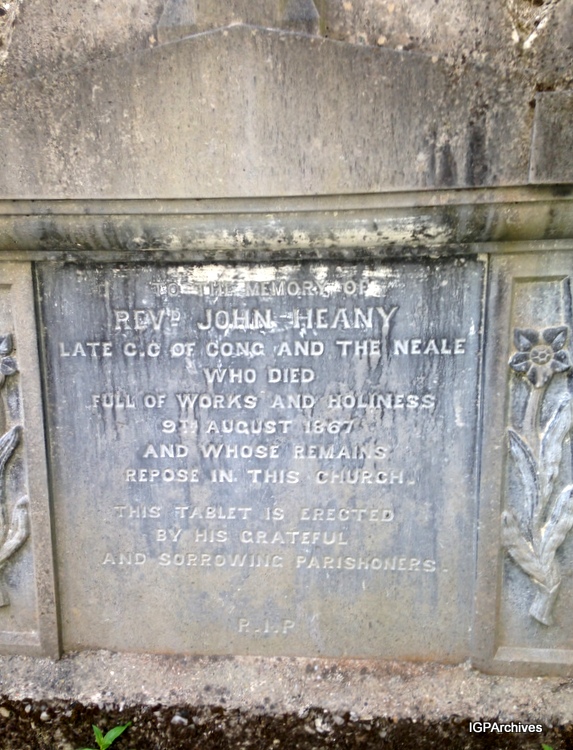 TO THE MEMORY OF
REVD JOHN HEANY
LATE C.C OF CONG AND THE NEALE
WHO DIED
FULL OF WORKS AND HOLINESS
9TH AUGUST 1867
AND WHOSE REMAINS
REPOSE IN THIS CHURCH.
THIS TABLET IS ERECTED
BY HIS GRATEFUL
AND SORROWING PARISHONERS.
R.I.P
IGPArchives